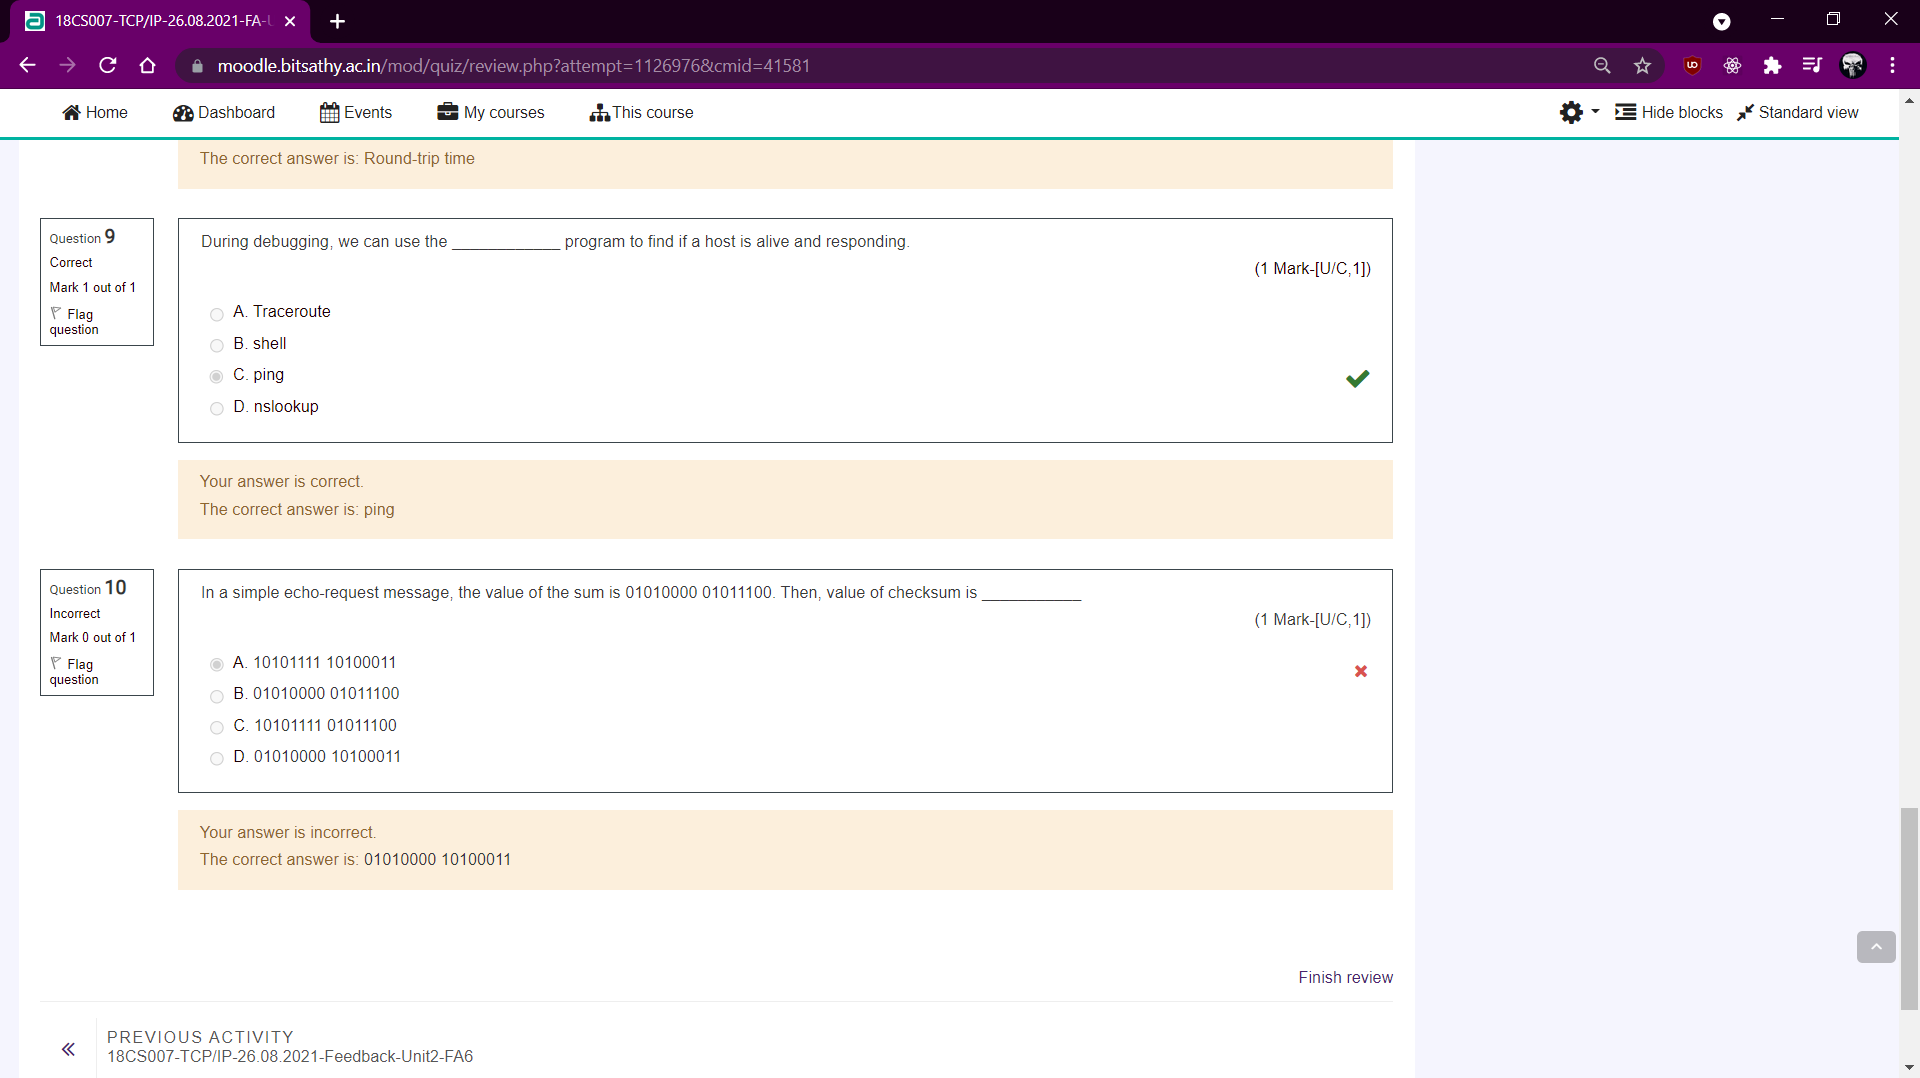 18CS007-TCP/IP-26.08.2021-FA-
moodle.bitsathy.ac.in/mod/quiz/review.php?attempt=1126976&cmid=41581
Home Dashboard Events My courses This course Hide blocks Standard view
The correct answer is: Round-trip time
Question 9
Correct
Mark 1 out of 1
Flag
question
During debugging, we can use the ____________ program to find if a host is alive and responding.
(1 Mark-[U/C,1])
A. Traceroute
B. shell
C. ping
D. nslookup
Your answer is correct.
The correct answer is: ping
Question 10
Incorrect
Mark 0 out of 1
Flag
question
In a simple echo-request message, the value of the sum is 01010000 01011100. Then, value of checksum is ___________
(1 Mark-[U/C,1])
A. 10101111 10100011
B. 01010000 01011100
C. 10101111 01011100
D. 01010000 10100011
Your answer is incorrect.
The correct answer is: 01010000 10100011
Finish review
PREVIOUS ACTIVITY
18CS007-TCP/IP-26.08.2021-Feedback-Unit2-FA6